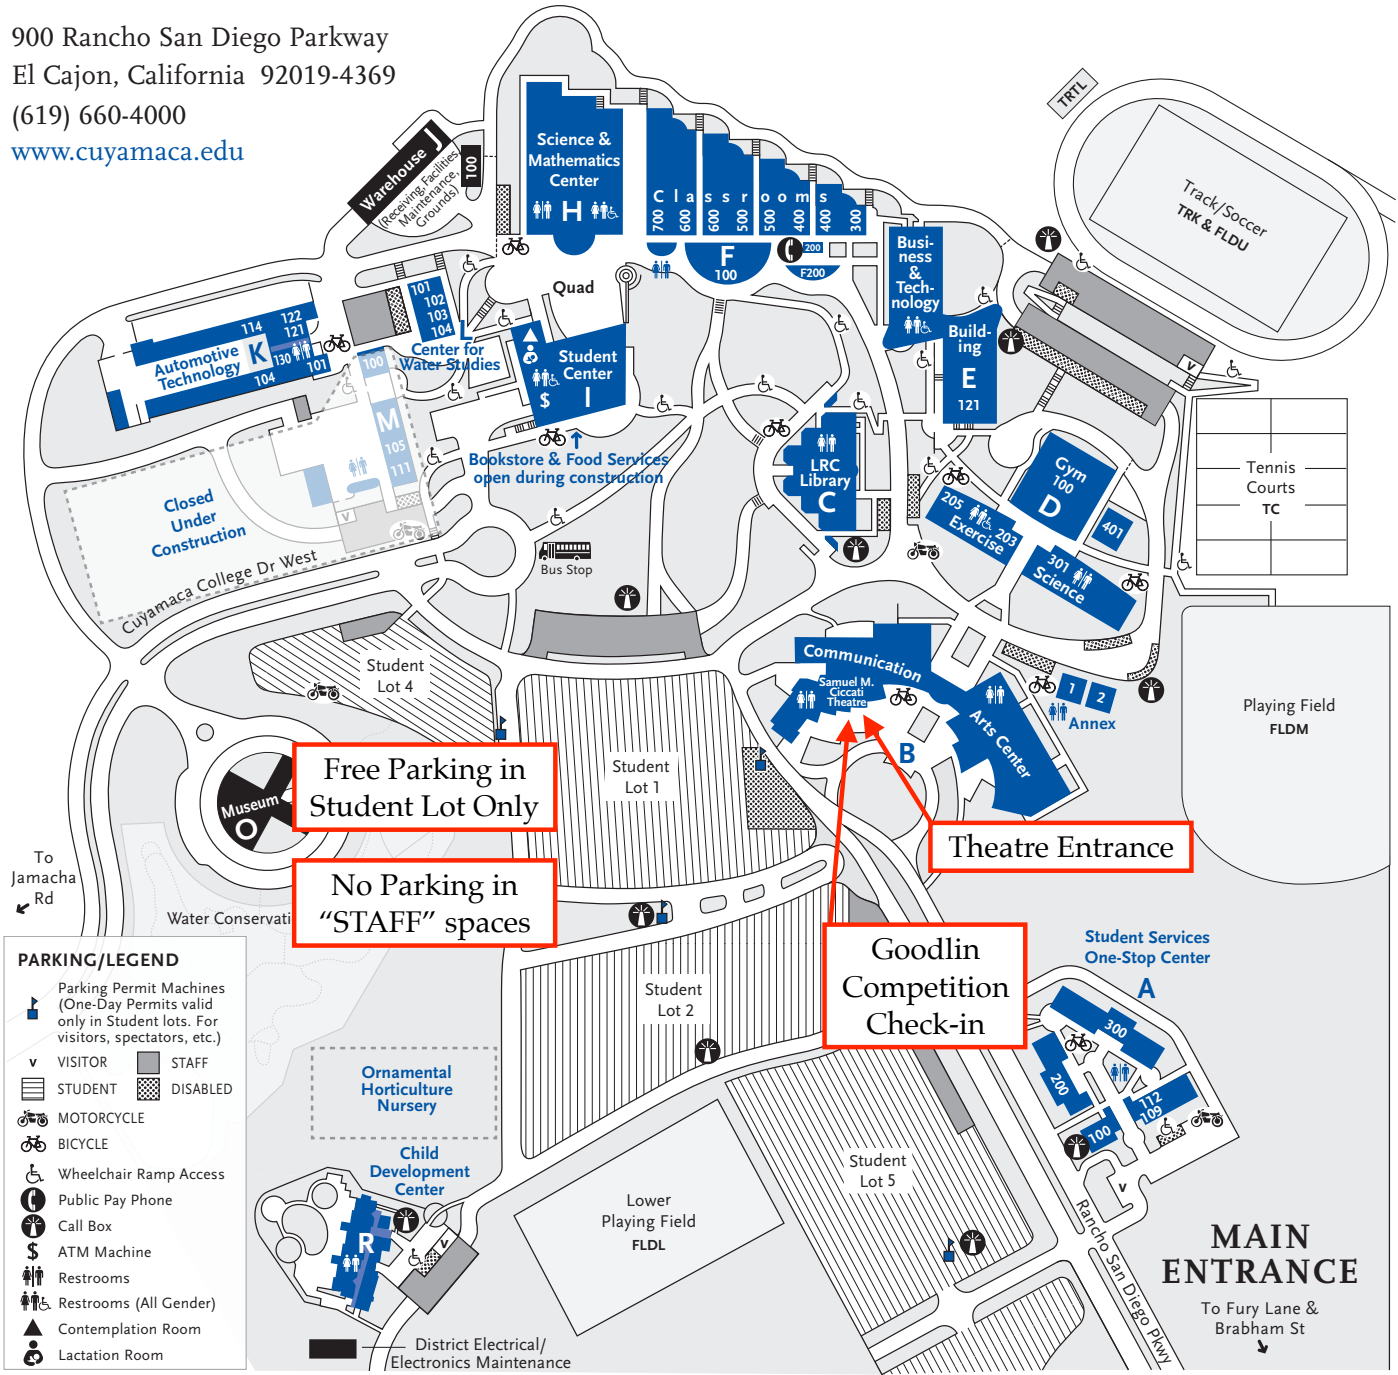 900 Rancho San Diego Parkway
El Cajon, California  92019-4369
(619) 660-4000
www.cuyamaca.edu
TRTL
Track/Soccer
TRK & FLDU
Warehouse J
(Receiving, Facilities,
Maintenance,
Grounds)
100
Science &
Mathematics
Center
H
Classrooms
700
600
600
500
500
400
400
300
F
100
200
F200
Quad
Busi-
ness
&
Tech-
nology
Build-
ing
E
121
101
102
103
104
L
Center for
Water Studies
114
122
121
Automotive
Technology
K
130
101
104
100
M
105
111
v
Student
Center
I
$
Bookstore & Food Services
open during construction
Closed
Under
Construction
Cuyamaca College Dr West
LRC
Library
C
Gym
100
D
401
205
203
Exercise
301
Science
v
Tennis
Courts
TC
Bus Stop
Student
Lot 4
Communication
Samuel M.
Ciccati
Theatre
Arts Center
B
1
2
Annex
Playing Field
FLDM
Museum
O
Free Parking in
Student Lot Only
Student
Lot 1
Theatre Entrance
No Parking in
“STAFF” spaces
To
Jamacha
Rd
Water Conservati
Goodlin
Competition
Check-in
Student
Lot 2
Student Services
One-Stop Center
A
300
200
112
109
100
v
PARKING/LEGEND
Parking Permit Machines
(One-Day Permits valid
only in Student lots. For
visitors, spectators, etc.)
v VISITOR
STAFF
STUDENT
DISABLED
MOTORCYCLE
BICYCLE
Wheelchair Ramp Access
Public Pay Phone
Call Box
$ ATM Machine
Restrooms
Restrooms (All Gender)
Contemplation Room
Lactation Room
Ornamental
Horticulture
Nursery
Child
Development
Center
R
v
Lower
Playing Field
FLDL
Student
Lot 5
Rancho San Diego Pkwy
MAIN
ENTRANCE
To Fury Lane &
Brabham St
District Electrical/
Electronics Maintenance